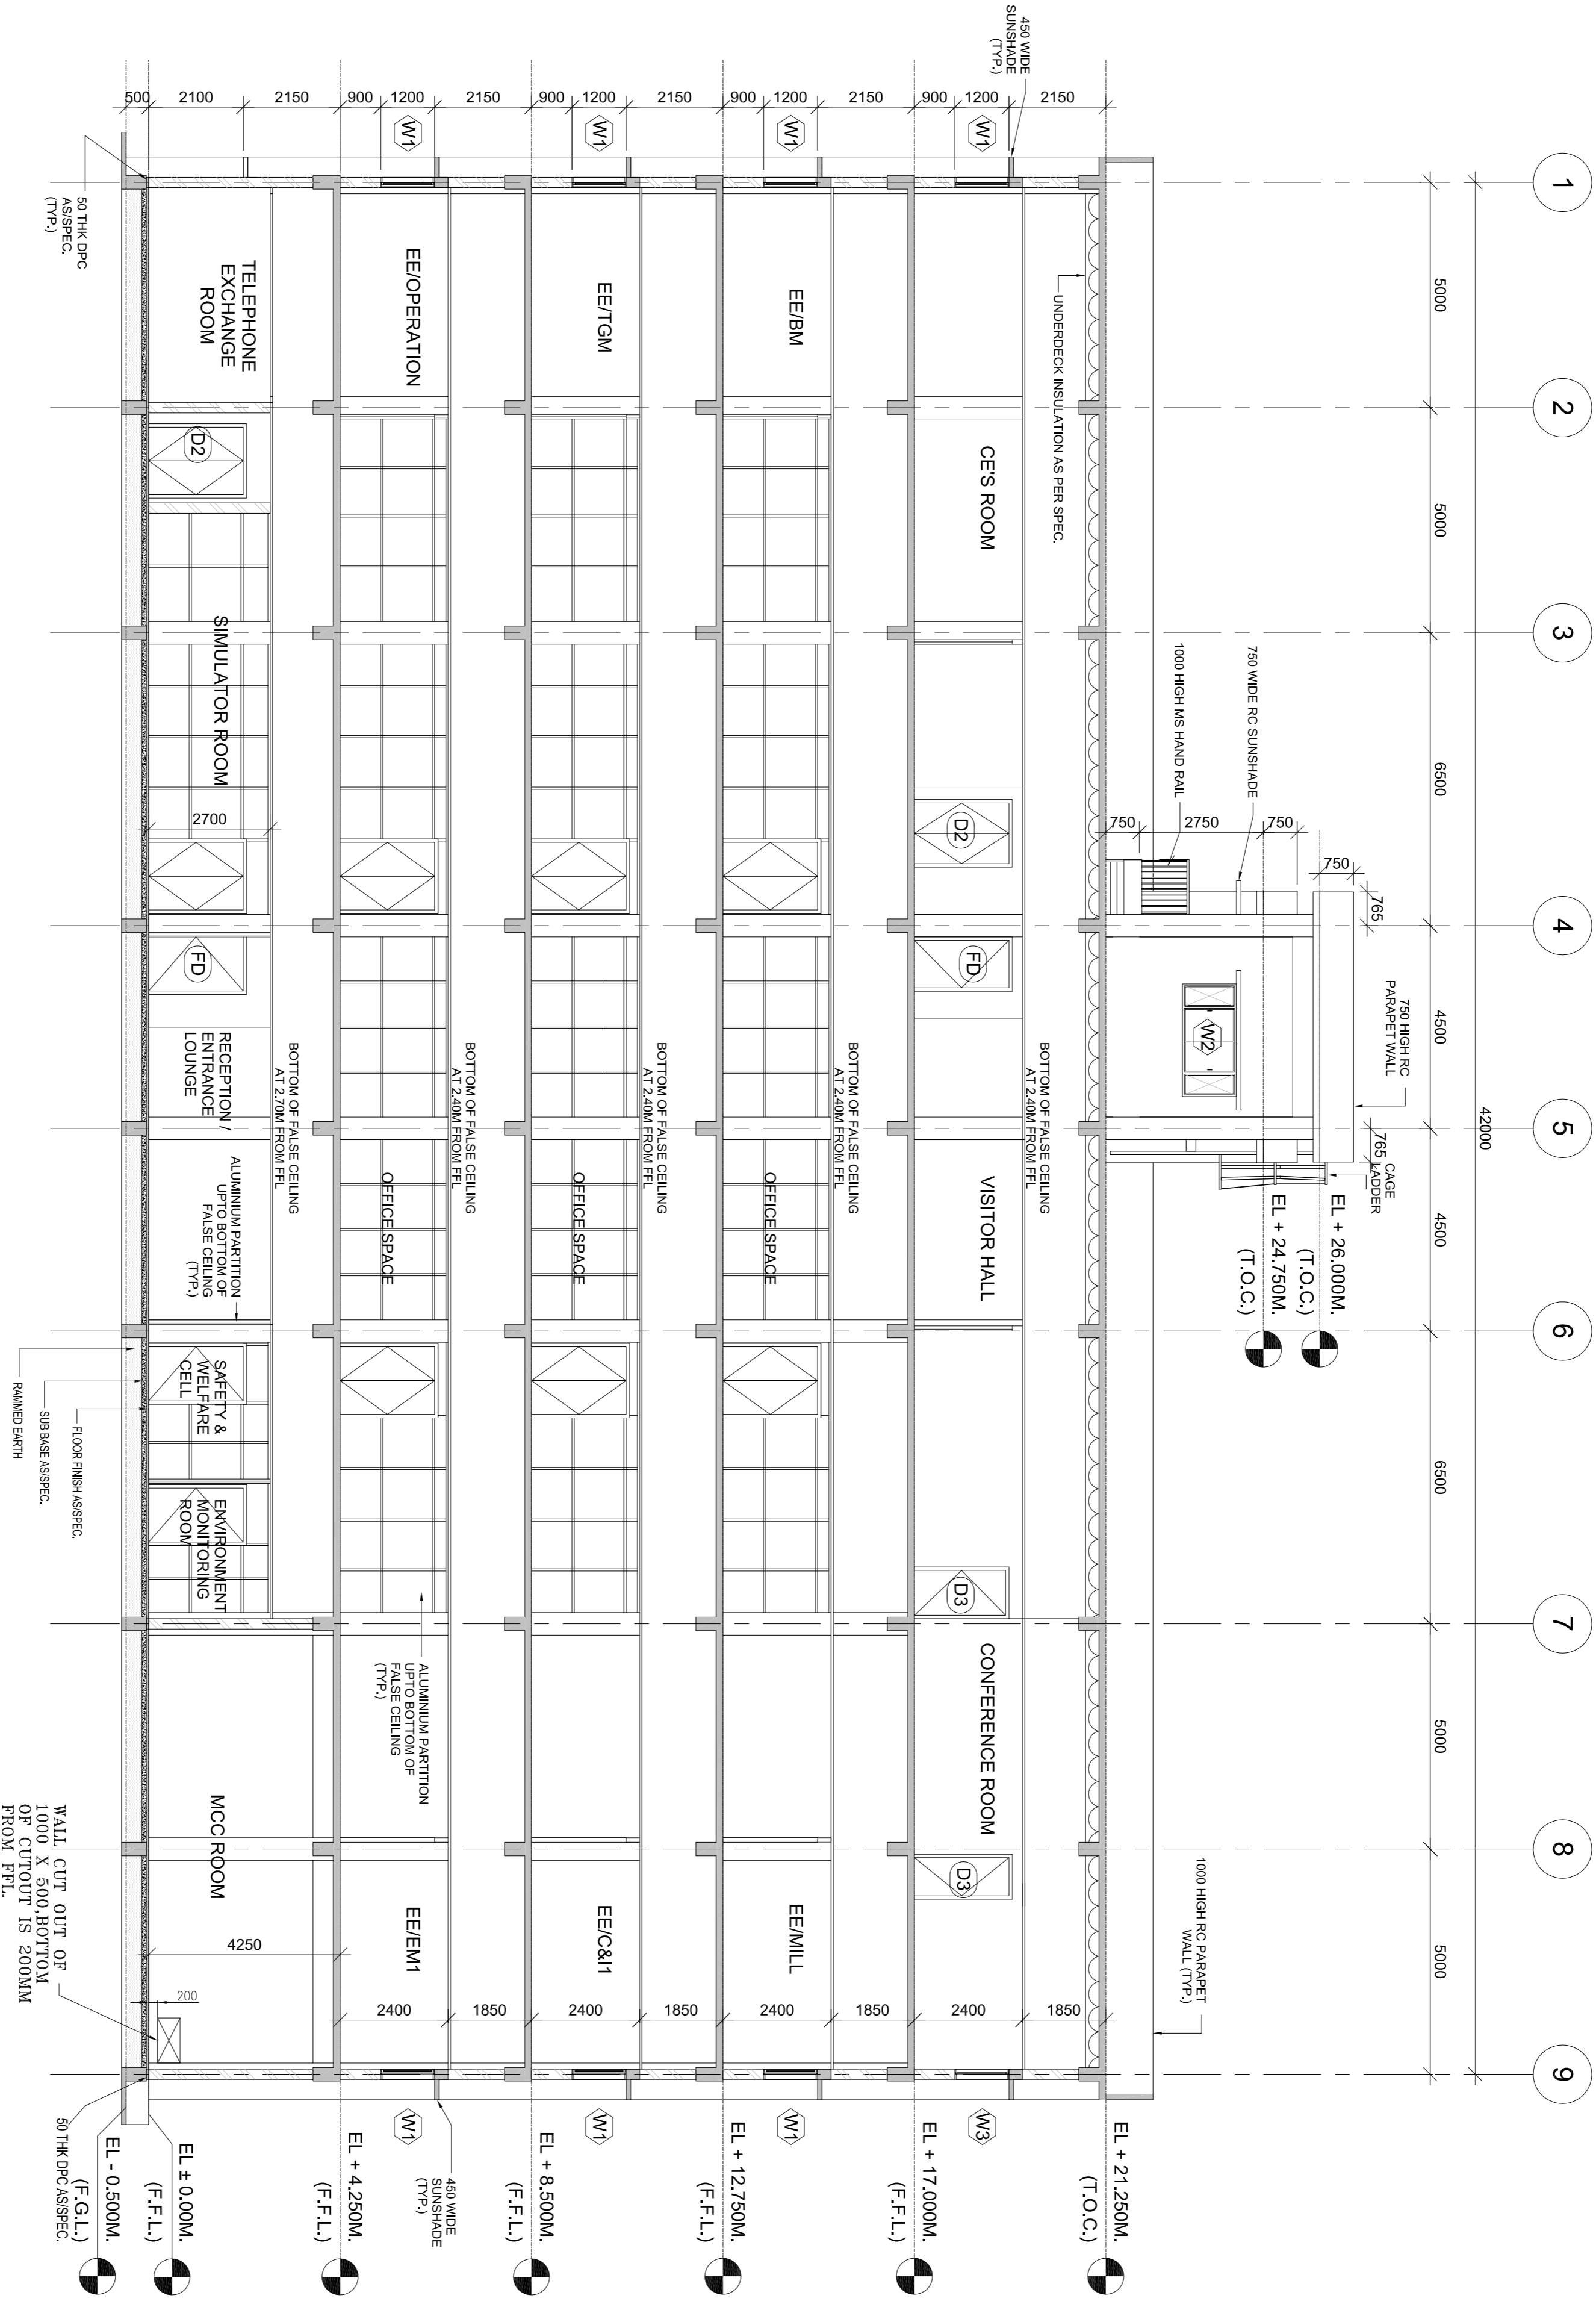 1
2
3
4
5
6
7
8
9
42000
5000
5000
6500
4500
4500
6500
5000
5000
750 HIGH RC
PARAPET WALL
765
765
CAGE
LADDER
750
750
2750
750
750 WIDE RC SUNSHADE
1000 HIGH MS HAND RAIL
W2
EL + 26.000M.
(T.O.C.)
EL + 24.750M.
(T.O.C.)
1000 HIGH RC PARAPET
WALL (TYP.)
EL + 21.250M.
(T.O.C.)
450 WIDE
SUNSHADE
(TYP.)
UNDERDECK INSULATION AS PER SPEC.
2150
1200
900
W1
BOTTOM OF FALSE CEILING
AT 2.40M FROM FFL
CE'S ROOM
D2
FD
VISITOR HALL
D3
CONFERENCE ROOM
D3
1850
2400
W3
EL + 17.000M.
(F.F.L.)
2150
1200
900
W1
BOTTOM OF FALSE CEILING
AT 2.40M FROM FFL
EE/BM
OFFICE SPACE
EE/MILL
1850
2400
W1
EL + 12.750M.
(F.F.L.)
2150
1200
900
W1
BOTTOM OF FALSE CEILING
AT 2.40M FROM FFL
EE/TGM
OFFICE SPACE
EE/C&I1
1850
2400
W1
EL + 8.500M.
(F.F.L.)
2150
1200
900
W1
BOTTOM OF FALSE CEILING
AT 2.40M FROM FFL
EE/OPERATION
OFFICE SPACE
ALUMINIUM PARTITION
UPTO BOTTOM OF
FALSE CEILING
(TYP.)
EE/EM1
1850
2400
450 WIDE
SUNSHADE
(TYP.)
W1
EL + 4.250M.
(F.F.L.)
2150
2100
500
BOTTOM OF FALSE CEILING
AT 2.70M FROM FFL
TELEPHONE
EXCHANGE
ROOM
D2
SIMULATOR ROOM
2700
FD
RECEPTION /
ENTRANCE
LOUNGE
ALUMINIUM PARTITION
UPTO BOTTOM OF
FALSE CEILING
(TYP.)
SAFETY &
WELFARE
CELL
ENVIRONMENT
MONITORING
ROOM
MCC ROOM
4250
200
EL ± 0.00M.
(F.F.L.)
EL - 0.500M.
(F.G.L.)
50 THK DPC AS/SPEC.
50 THK DPC
AS/SPEC.
(TYP.)
FLOOR FINISH AS/SPEC.
SUB BASE AS/SPEC.
RAMMED EARTH
WALL CUT OUT OF
1000 X 500,BOTTOM
OF CUTOUT IS 200MM
FROM FFL.